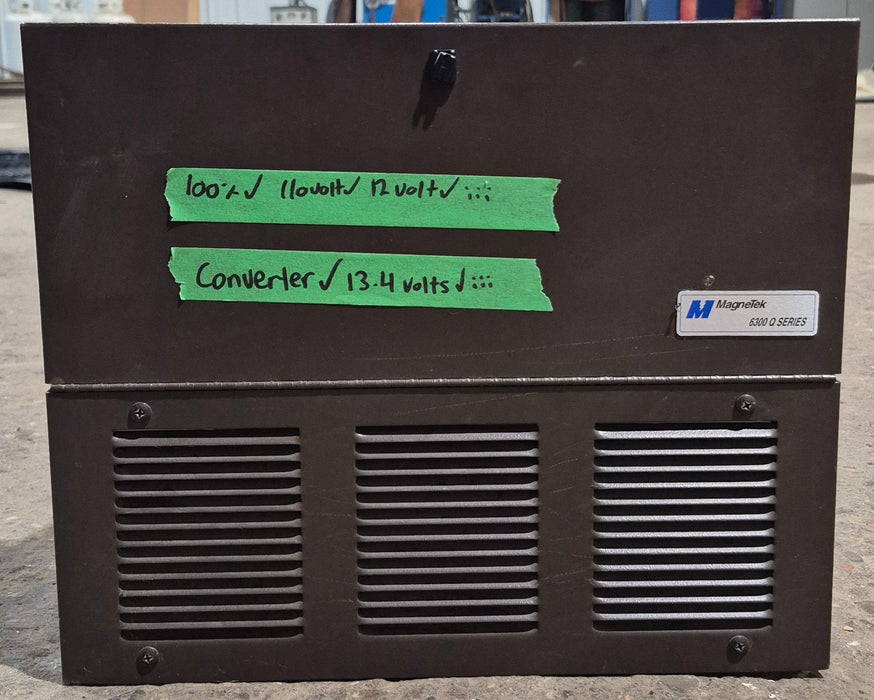 100% ✓ 110volt ✓ 12 volt ✓
Converter ✓ 13.4 volts ✓
MagneTek
6300 Q SERIES